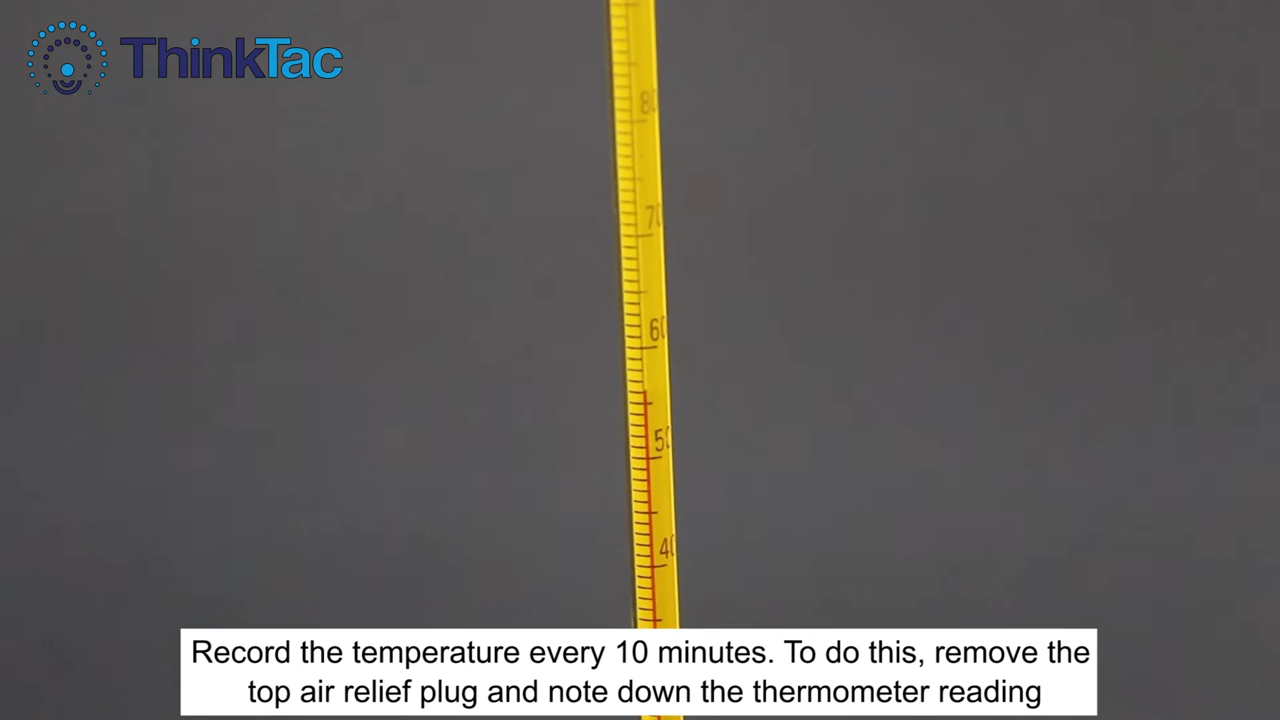 ThinkTac
80
70
60
50
40
Record the temperature every 10 minutes. To do this, remove the
top air relief plug and note down the thermometer reading